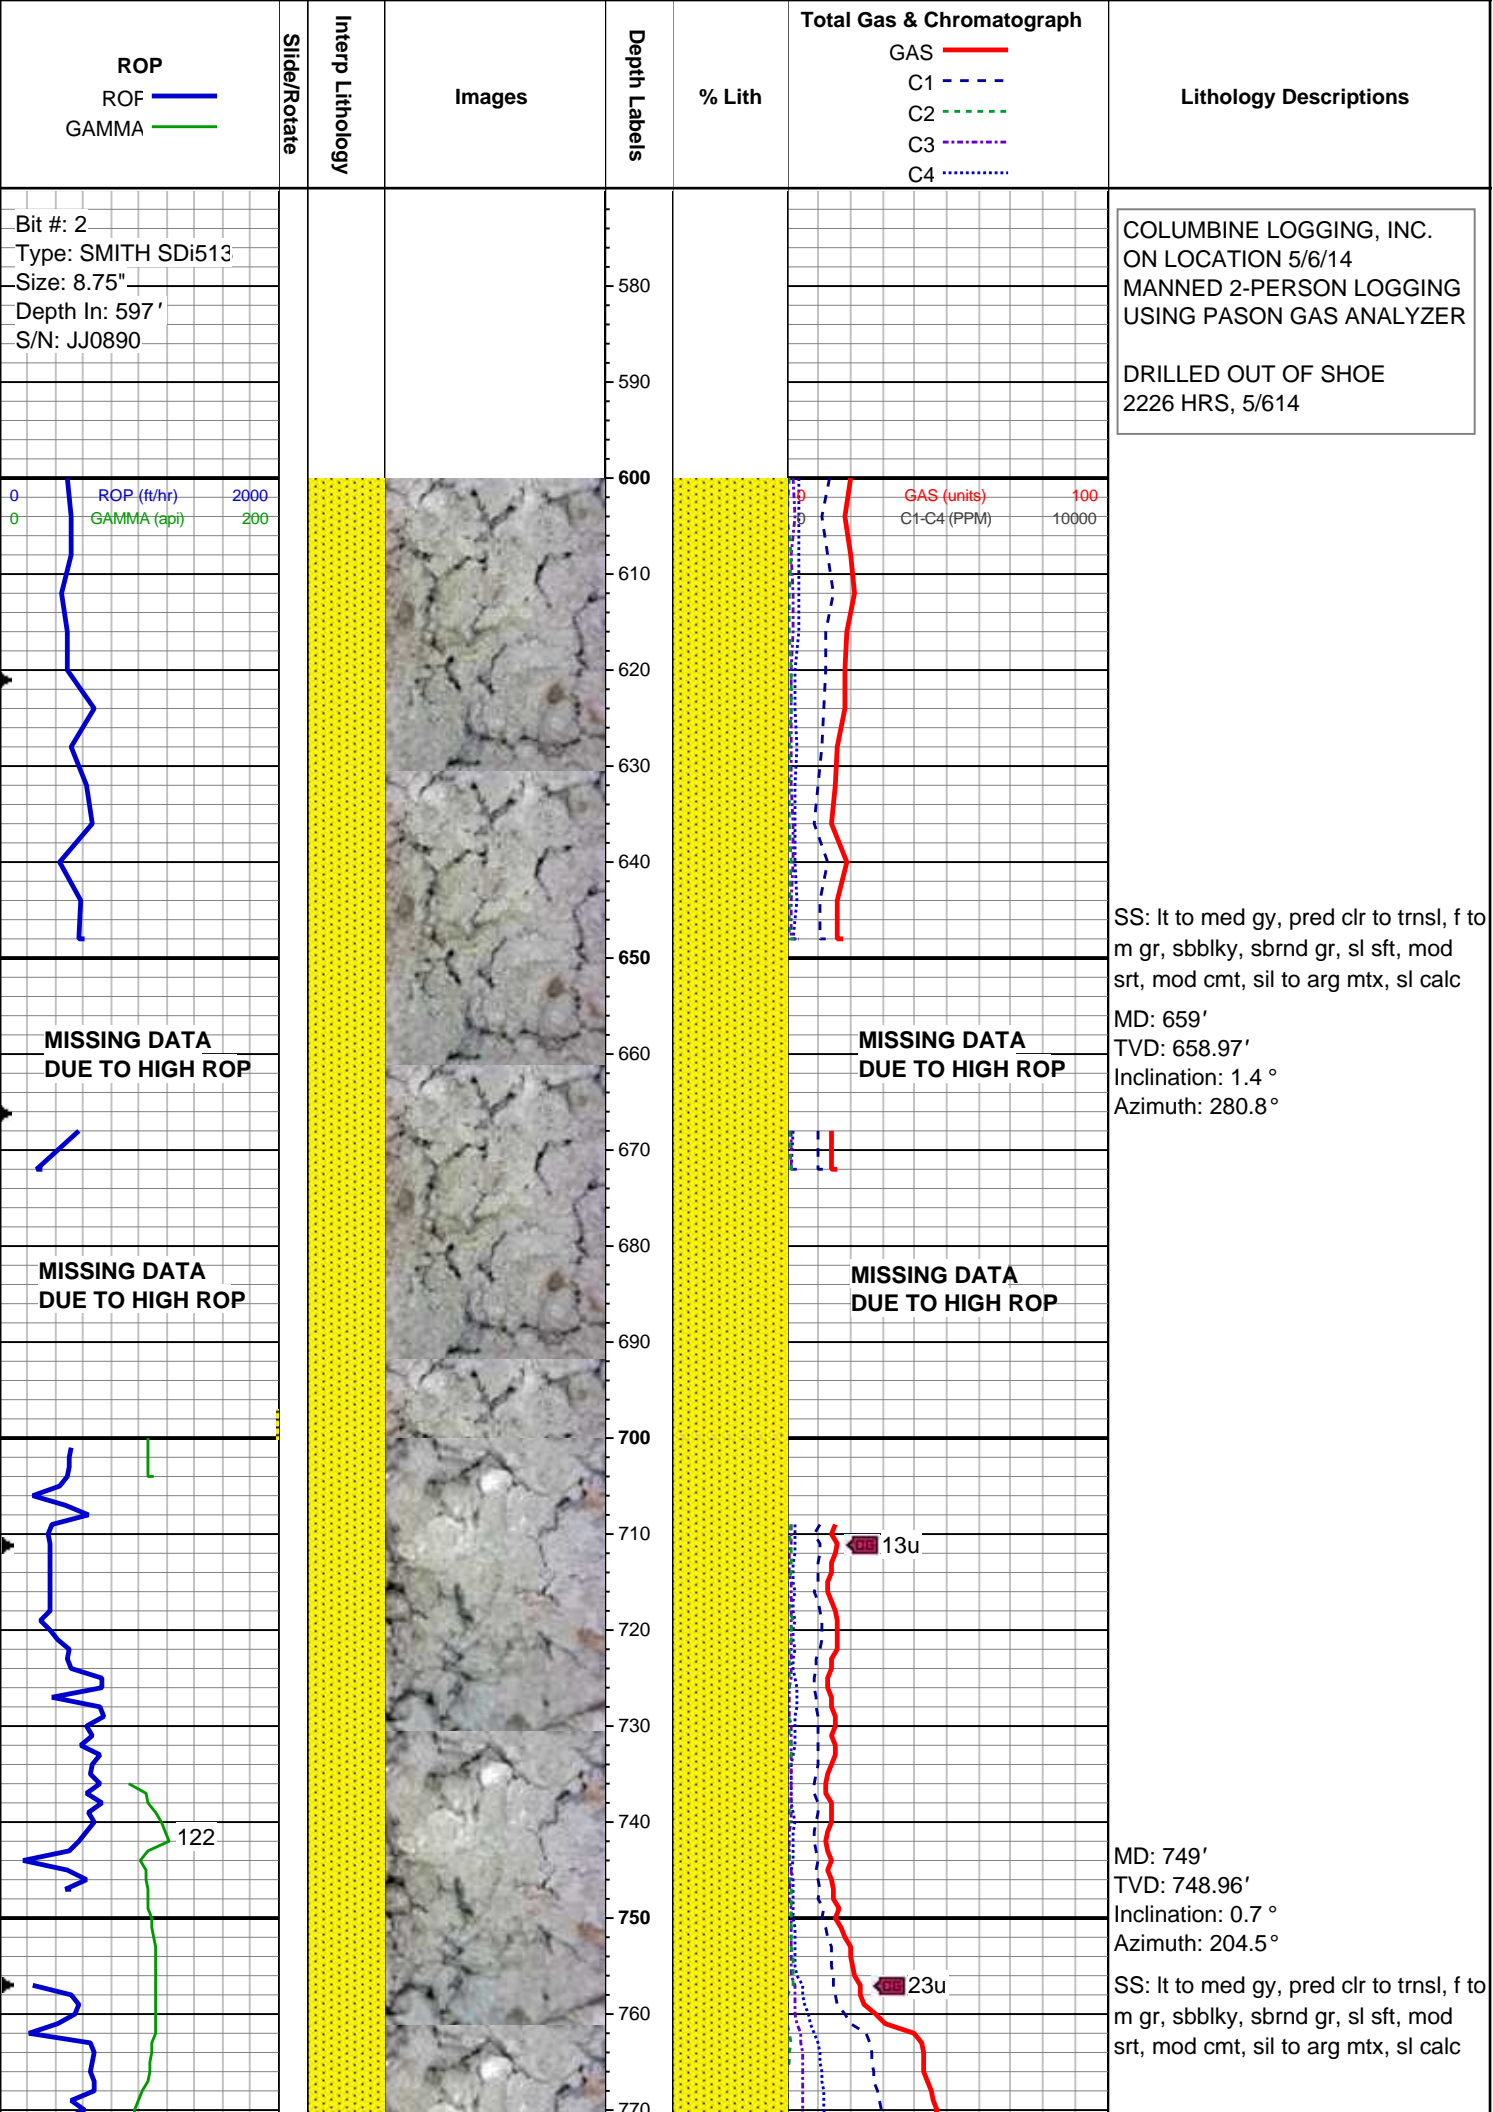 ROP
ROP
GAMMA
Slide/Rotate
Interp Lithology
Images
Depth Labels
% Lith
Total Gas & Chromatograph
GAS
C1
C2
C3
C4
Lithology Descriptions
Bit #: 2
Type: SMITH SDi513
Size: 8.75"
Depth In: 597'
S/N: JJ0890
580
590
COLUMBINE LOGGING, INC.
ON LOCATION 5/6/14
MANNED 2-PERSON LOGGING
USING PASON GAS ANALYZER
DRILLED OUT OF SHOE
2226 HRS, 5/614
600
0 ROP (ft/hr) 2000
0 GAMMA (api) 200
0 GAS (units) 100
0 C1-C4 (PPM) 10000
610
620
630
640
650
SS: lt to med gy, pred clr to trnsl, f to
m gr, sbblky, sbrnd gr, sl sft, mod
srt, mod cmt, sil to arg mtx, sl calc
MISSING DATA
DUE TO HIGH ROP
660
MISSING DATA
DUE TO HIGH ROP
MD: 659'
TVD: 658.97'
Inclination: 1.4 °
Azimuth: 280.8°
670
680
MISSING DATA
DUE TO HIGH ROP
MISSING DATA
DUE TO HIGH ROP
690
700
710
CG 13u
720
730
740
122
750
MD: 749'
TVD: 748.96'
Inclination: 0.7 °
Azimuth: 204.5°
CG 23u
760
SS: lt to med gy, pred clr to trnsl, f to
m gr, sbblky, sbrnd gr, sl sft, mod
srt, mod cmt, sil to arg mtx, sl calc
770